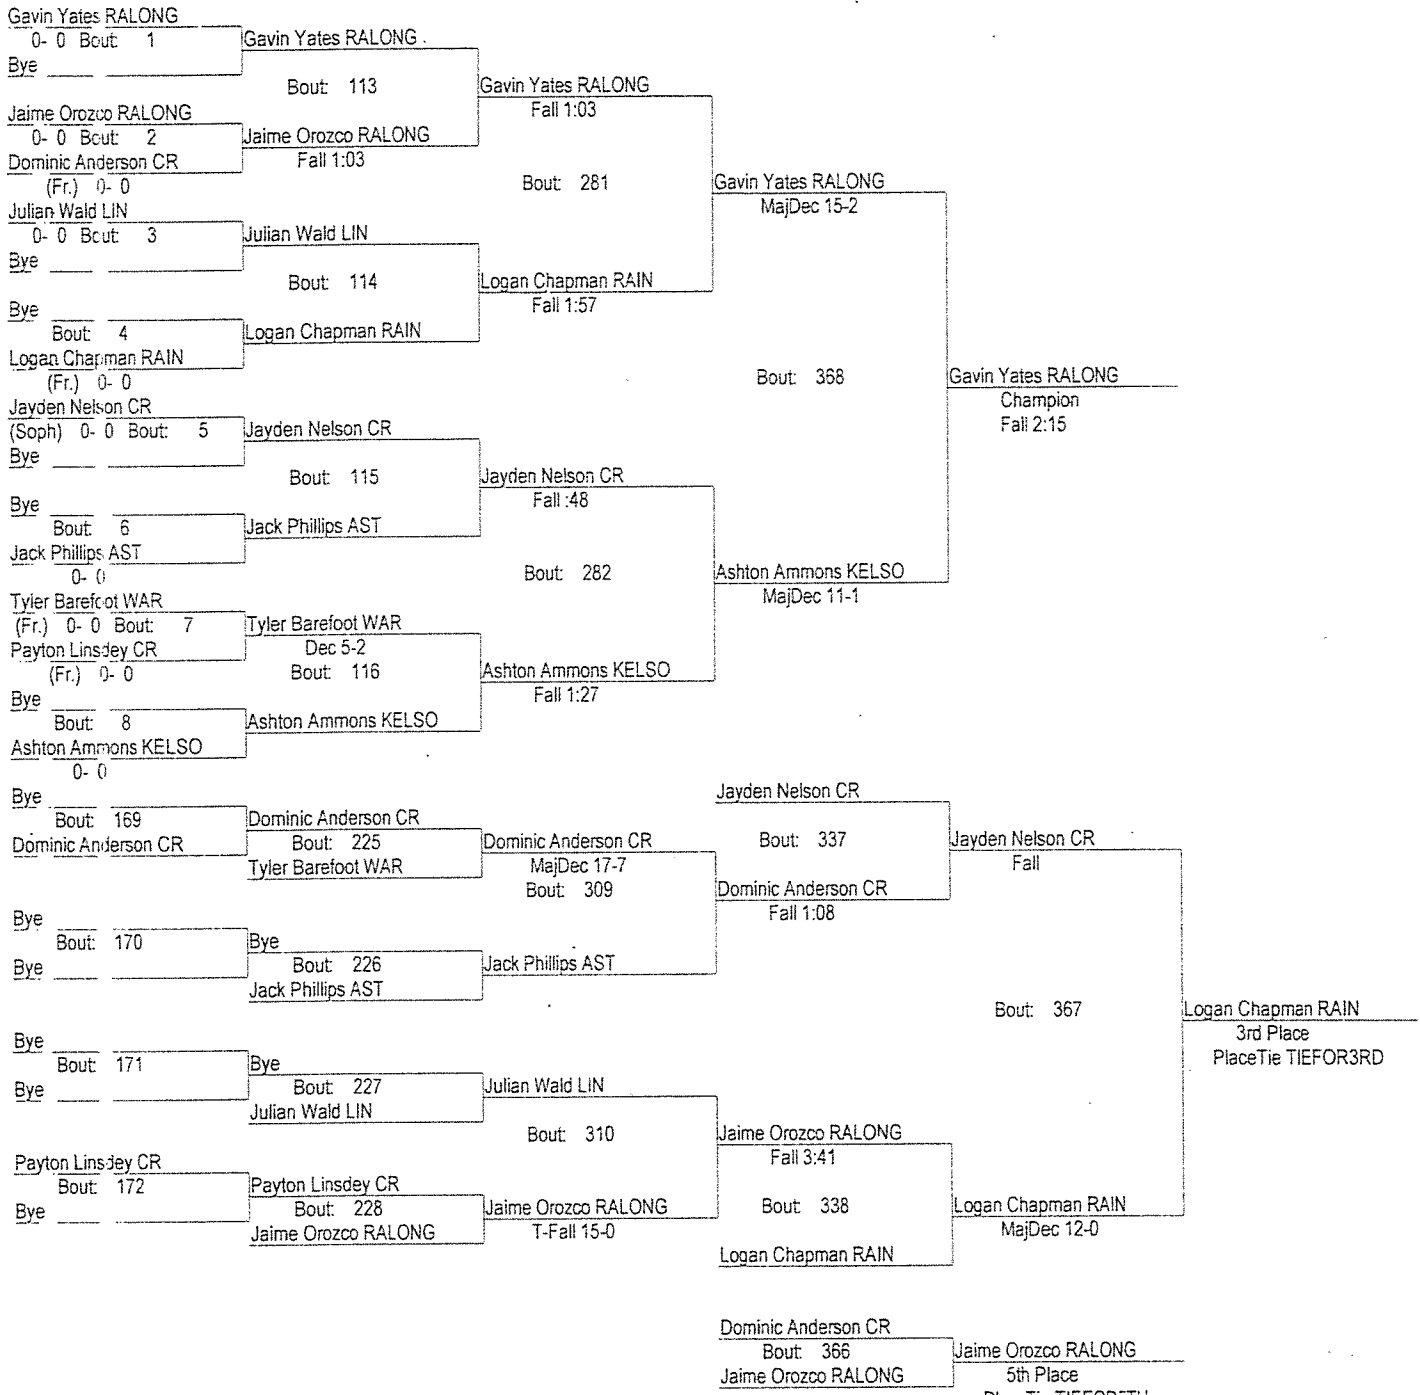 Gavin Yates RALONG
0- 0 Bout: 1
Bye
Gavin Yates RALONG
Bout: 113
Jaime Orozco RALONG
0- 0 Bout: 2
Dominic Anderson CR
(Fr.) 0- 0
Jaime Orozco RALONG
Fall 1:03
Gavin Yates RALONG
Fall 1:03
Bout: 281
Julian Wald LIN
0- 0 Bout: 3
Bye
Julian Wald LIN
Bout: 114
Bye
Bout: 4
Logan Chapman RAIN
(Fr.) 0- 0
Logan Chapman RAIN
Logan Chapman RAIN
Fall 1:57
Gavin Yates RALONG
MajDec 15-2
Bout: 368
Jayden Nelson CR
(Soph) 0- 0 Bout: 5
Bye
Jayden Nelson CR
Bout: 115
Bye
Bout: 6
Jack Phillips AST
0- 0
Jack Phillips AST
Jayden Nelson CR
Fall :48
Bout: 282
Tyler Barefoot WAR
(Fr.) 0- 0 Bout: 7
Payton Linsdey CR
(Fr.) 0- 0
Tyler Barefoot WAR
Dec 5-2
Bout: 116
Bye
Bout: 8
Ashton Ammons KELSO
0- 0
Ashton Ammons KELSO
Ashton Ammons KELSO
Fall 1:27
Ashton Ammons KELSO
MajDec 11-1
Gavin Yates RALONG
Champion
Fall 2:15
Bye
Bout: 169
Dominic Anderson CR
Dominic Anderson CR
Bout: 225
Tyler Barefoot WAR
Dominic Anderson CR
MajDec 17-7
Bout: 309
Bye
Bout: 170
Bye
Bye
Bout: 226
Jack Phillips AST
Jack Phillips AST
Jayden Nelson CR
Bout: 337
Dominic Anderson CR
Fall 1:08
Jayden Nelson CR
Fall
Bout: 367
Bye
Bout: 171
Bye
Bye
Bout: 227
Julian Wald LIN
Julian Wald LIN
Bout: 310
Payton Linsdey CR
Bout: 172
Bye
Payton Linsdey CR
Bout: 228
Jaime Orozco RALONG
Jaime Orozco RALONG
T-Fall 15-0
Jaime Orozco RALONG
Fall 3:41
Bout: 338
Logan Chapman RAIN
Logan Chapman RAIN
MajDec 12-0
Logan Chapman RAIN
3rd Place
PlaceTie TIEFOR3RD
Dominic Anderson CR
Bout: 366
Jaime Orozco RALONG
Jaime Orozco RALONG
5th Place